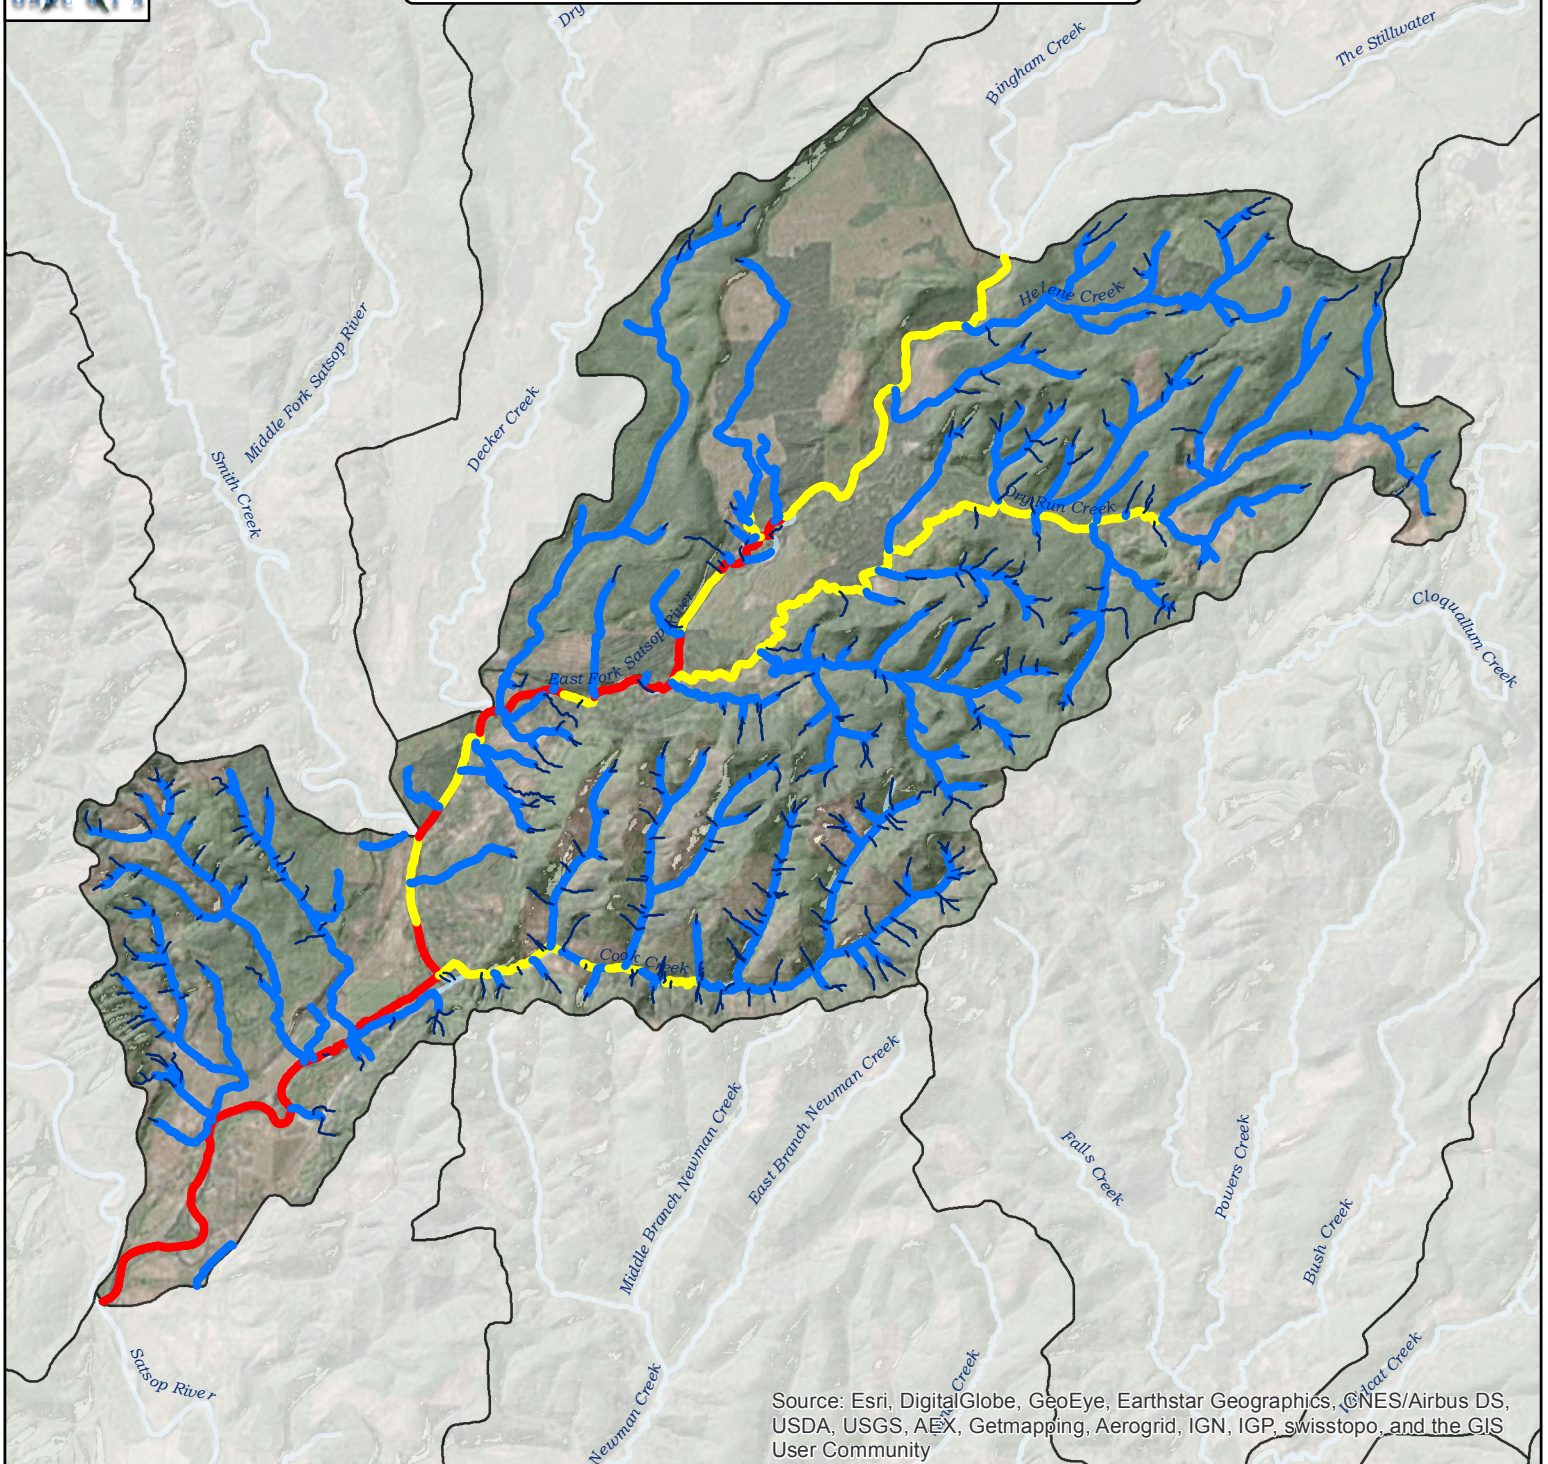 Dry
Bingham Creek
The Stillwater
Helene Creek
Middle Fork Satsop River
Decker Creek
Smith Creek
Dry Run Creek
East Fork Satsop River
Cloquallum Creek
Cook Creek
Middle Branch Newman Creek
East Branch Newman Creek
Falls Creek
Powers Creek
Bush Creek
Satsop River
Newman Creek
Creek
Creek
Source: Esri, DigitalGlobe, GeoEye, Earthstar Geographics, CNES/Airbus DS,
USDA, USGS, AEX, Getmapping, Aerogrid, IGN, IGP, swisstopo, and the GIS
User Community